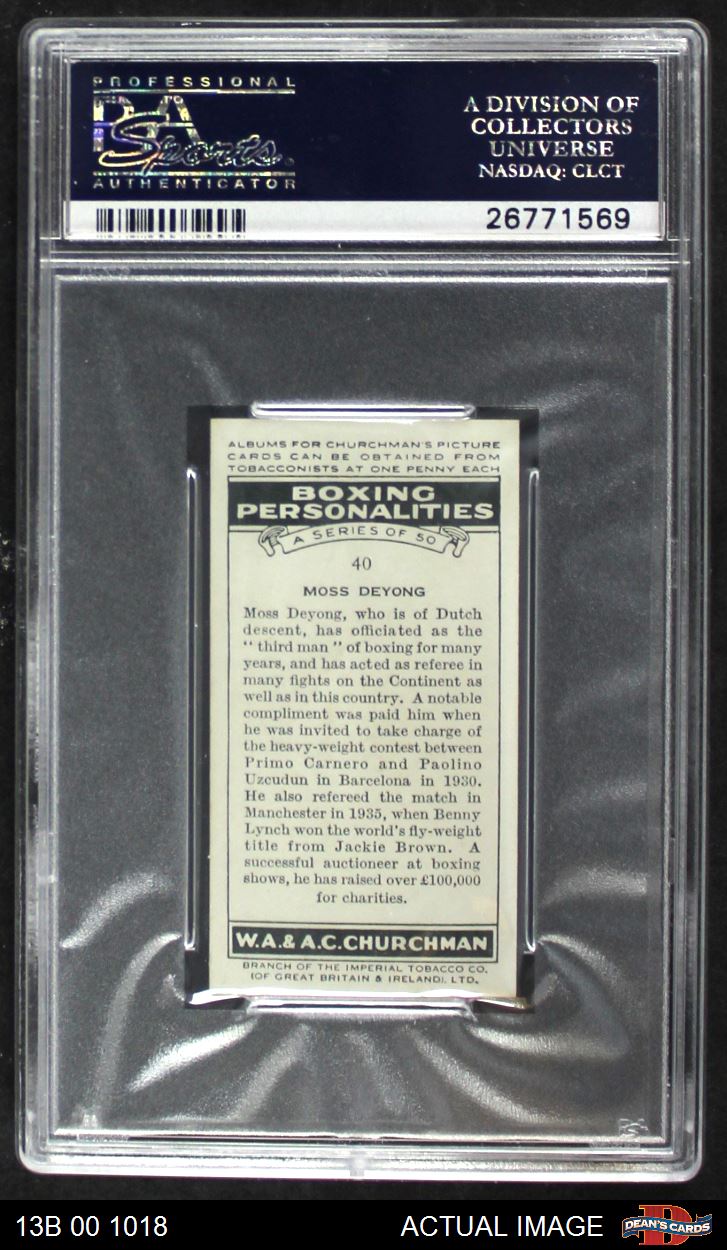 PROFESSIONAL
PSA
Sports
AUTHENTICATOR
A DIVISION OF
COLLECTORS
UNIVERSE
NASDAQ: CLCT
26771569
ALBUMS FOR CHURCHMAN'S PICTURE
CARDS CAN BE OBTAINED FROM
TOBACCONISTS AT ONE PENNY EACH
BOXING
PERSONALITIES
A SERIES OF 50
40
MOSS DEYONG
Moss Deyong, who is of Dutch
descent, has officiated as the
“ third man ” of boxing for many
years, and has acted as referee in
many fights on the Continent as
well as in this country. A notable
compliment was paid him when
he was invited to take charge of
the heavy-weight contest between
Primo Carnero and Paolino
Uzcudun in Barcelona in 1930.
He also refereed the match in
Manchester in 1935, when Benny
Lynch won the world's fly-weight
title from Jackie Brown. A
successful auctioneer at boxing
shows, he has raised over £100,000
for charities.
W.A.& A.C.CHURCHMAN
BRANCH OF THE IMPERIAL TOBACCO CO.
(OF GREAT BRITAIN & IRELAND), LTD.
PSA
13B 00 1018
ACTUAL IMAGE
D
DEAN'S CARDS